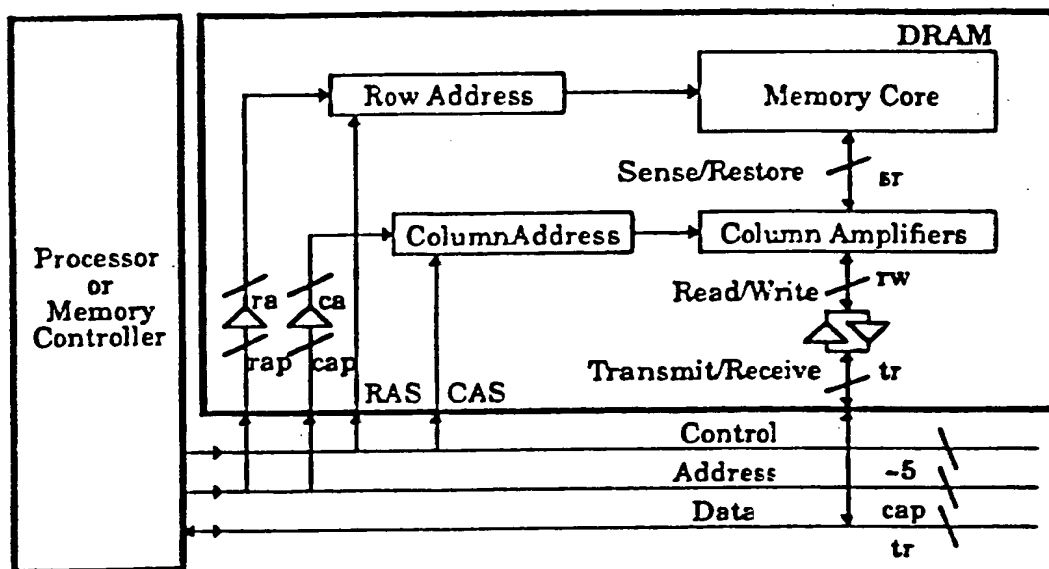 DRAM
Row Address
Memory Core
Sense/Restore
sr
ColumnAddress
Column Amplifiers
Processor
or
Memory
Controller
ra
ca
Read/Write
rw
rap
cap
Transmit/Receive
tr
RAS
CAS
Control
Address
~5
Data
cap
tr